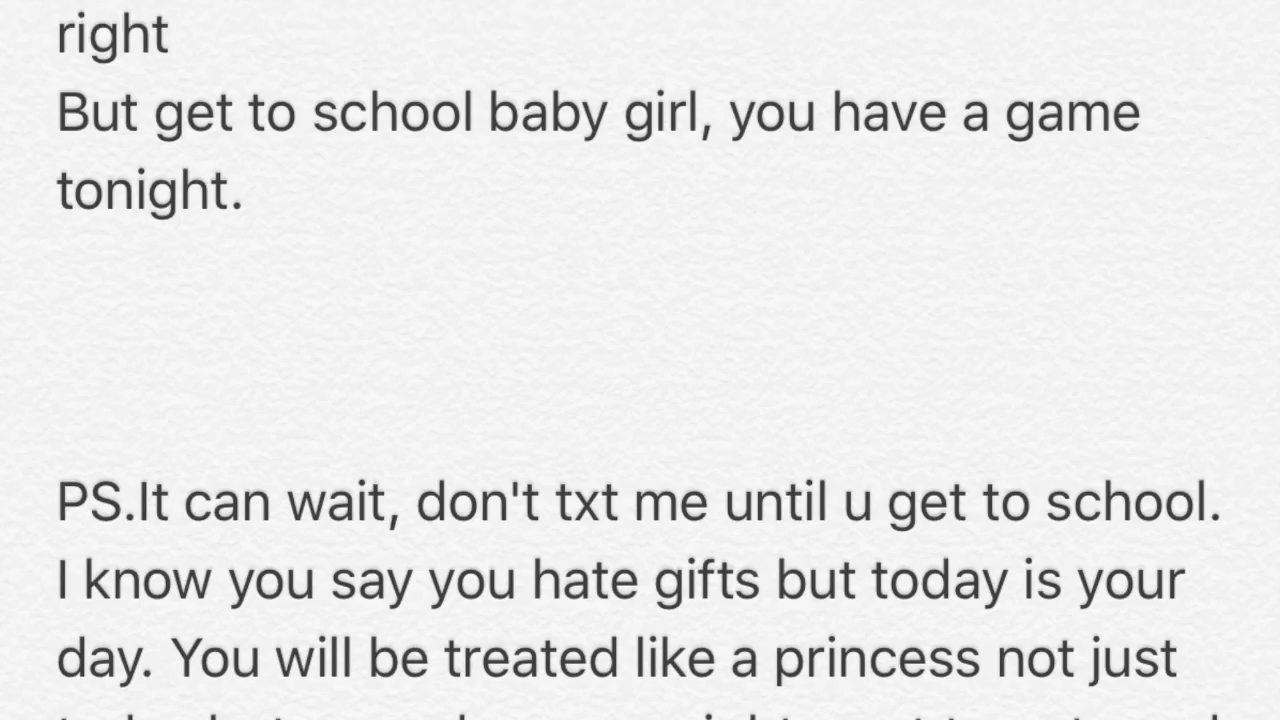 right
But get to school baby girl, you have a game
tonight.
PS.It can wait, don't txt me until u get to school.
I know you say you hate gifts but today is your
day. You will be treated like a princess not just